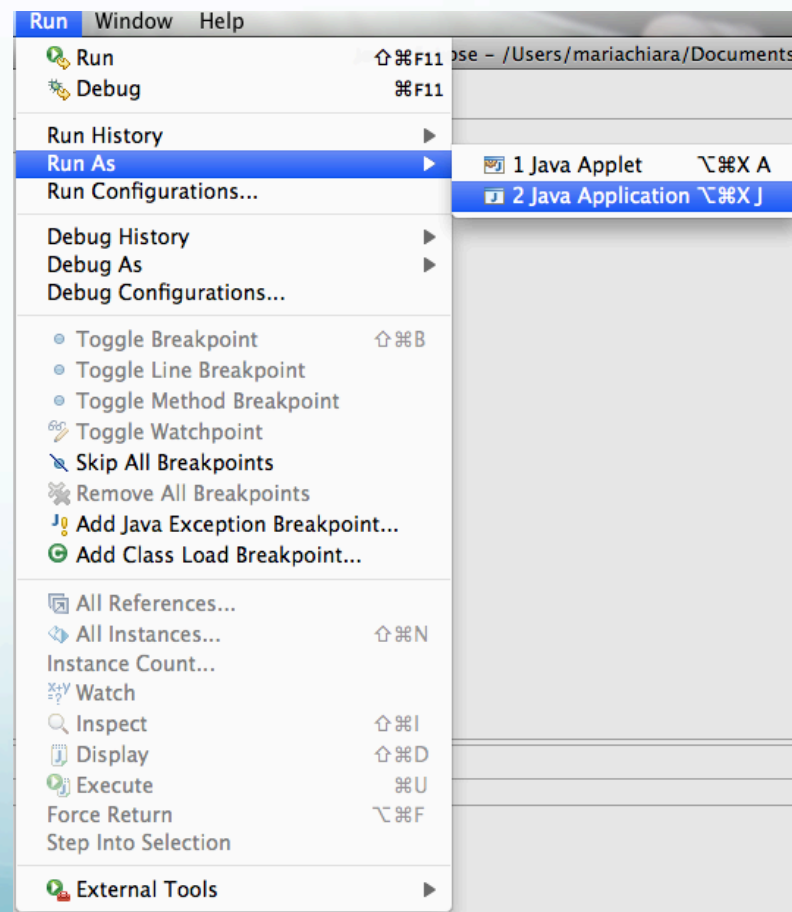 Run Window Help
ose – /Users/mariachiara/Documents
Run ⇧⌘F11
Debug ⌘F11
Run History ▶
Run As ▶
1 Java Applet ⌥⌘X A
2 Java Application ⌥⌘X J
Run Configurations...
Debug History ▶
Debug As ▶
Debug Configurations...
Toggle Breakpoint ⇧⌘B
Toggle Line Breakpoint
Toggle Method Breakpoint
Toggle Watchpoint
Skip All Breakpoints
Remove All Breakpoints
Add Java Exception Breakpoint...
Add Class Load Breakpoint...
All References...
All Instances... ⇧⌘N
Instance Count...
Watch
Inspect ⇧⌘I
Display ⇧⌘D
Execute ⌘U
Force Return ⌥⌘F
Step Into Selection
External Tools ▶